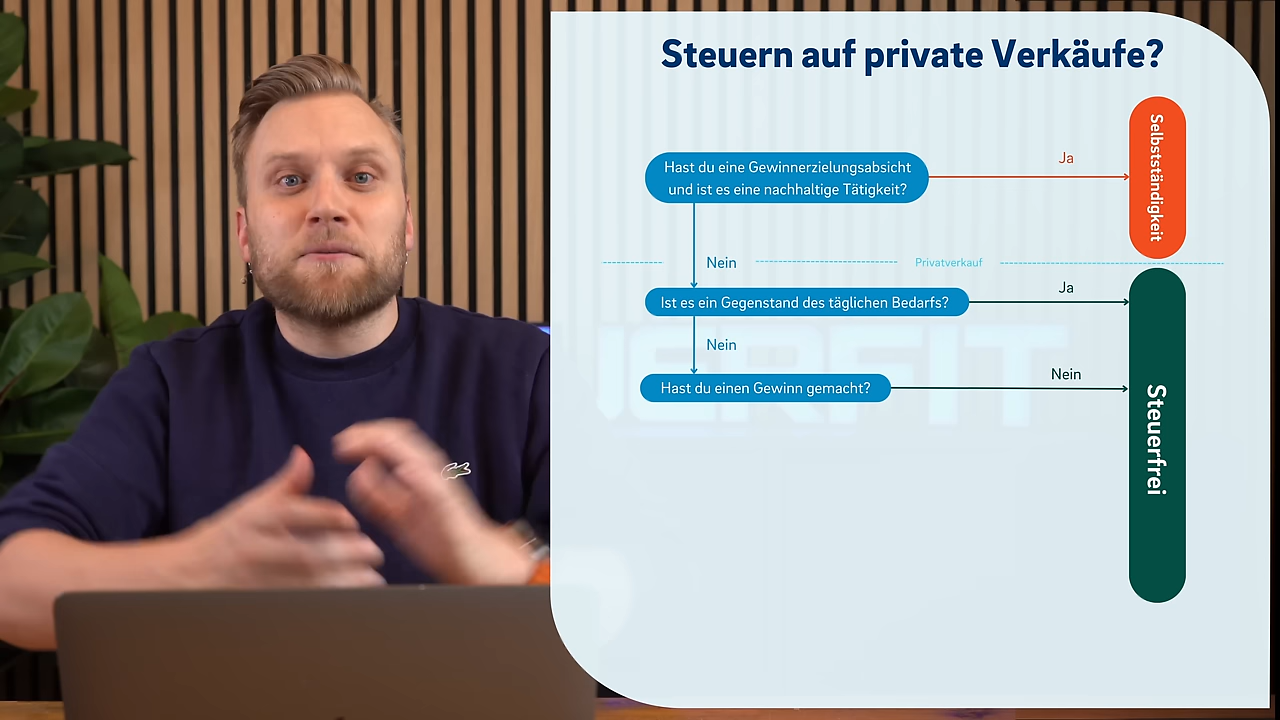 Steuern auf private Verkäufe?
Hast du eine Gewinnerzielungsabsicht
und ist es eine nachhaltige Tätigkeit?
Ja
Selbstständigkeit
Nein
Privatverkauf
Ist es ein Gegenstand des täglichen Bedarfs?
Ja
Nein
Hast du einen Gewinn gemacht?
Nein
Steuerfrei